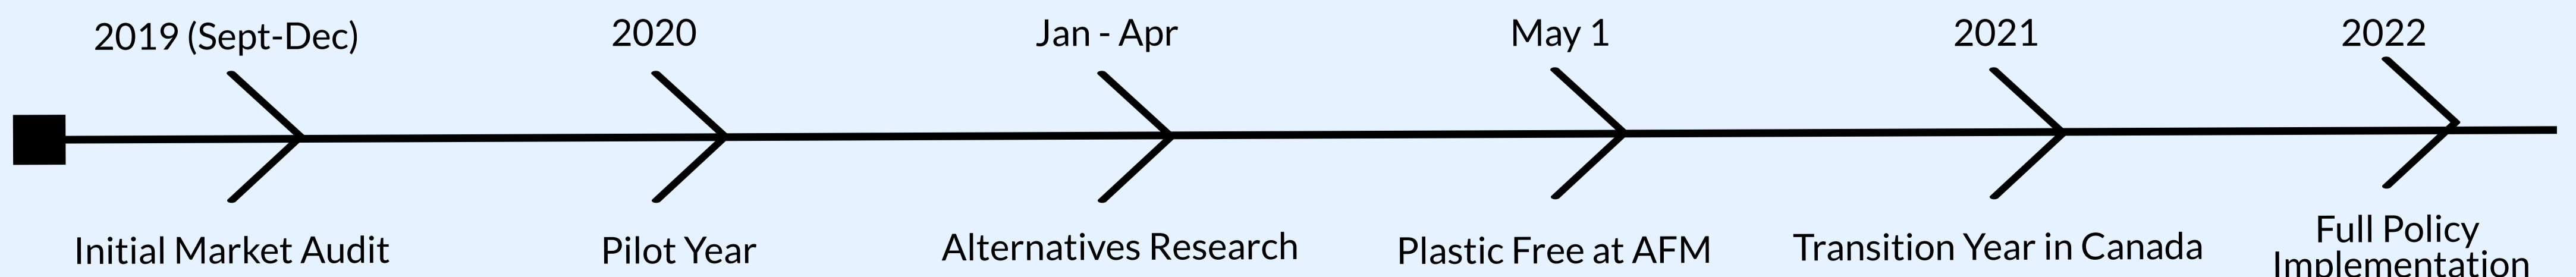 2019 (Sept-Dec)
2020
Jan - Apr
May 1
2021
2022
Initial Market Audit
Pilot Year
Alternatives Research
Plastic Free at AFM
Transition Year in Canada
Full Policy
Implementation